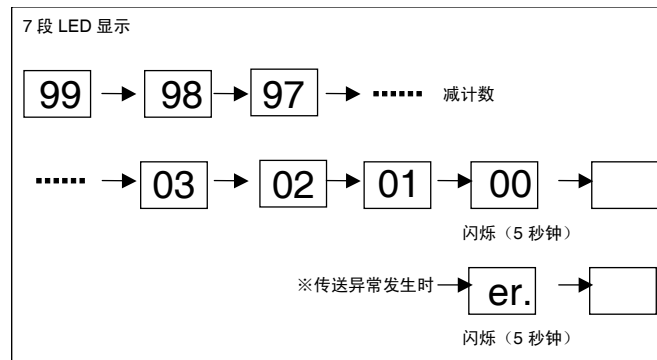 7 段 LED 显示
99 98 97 ...... 减计数
...... 03 02 01 00
闪烁（5 秒钟）
※传送异常发生时 er.
闪烁（5 秒钟）